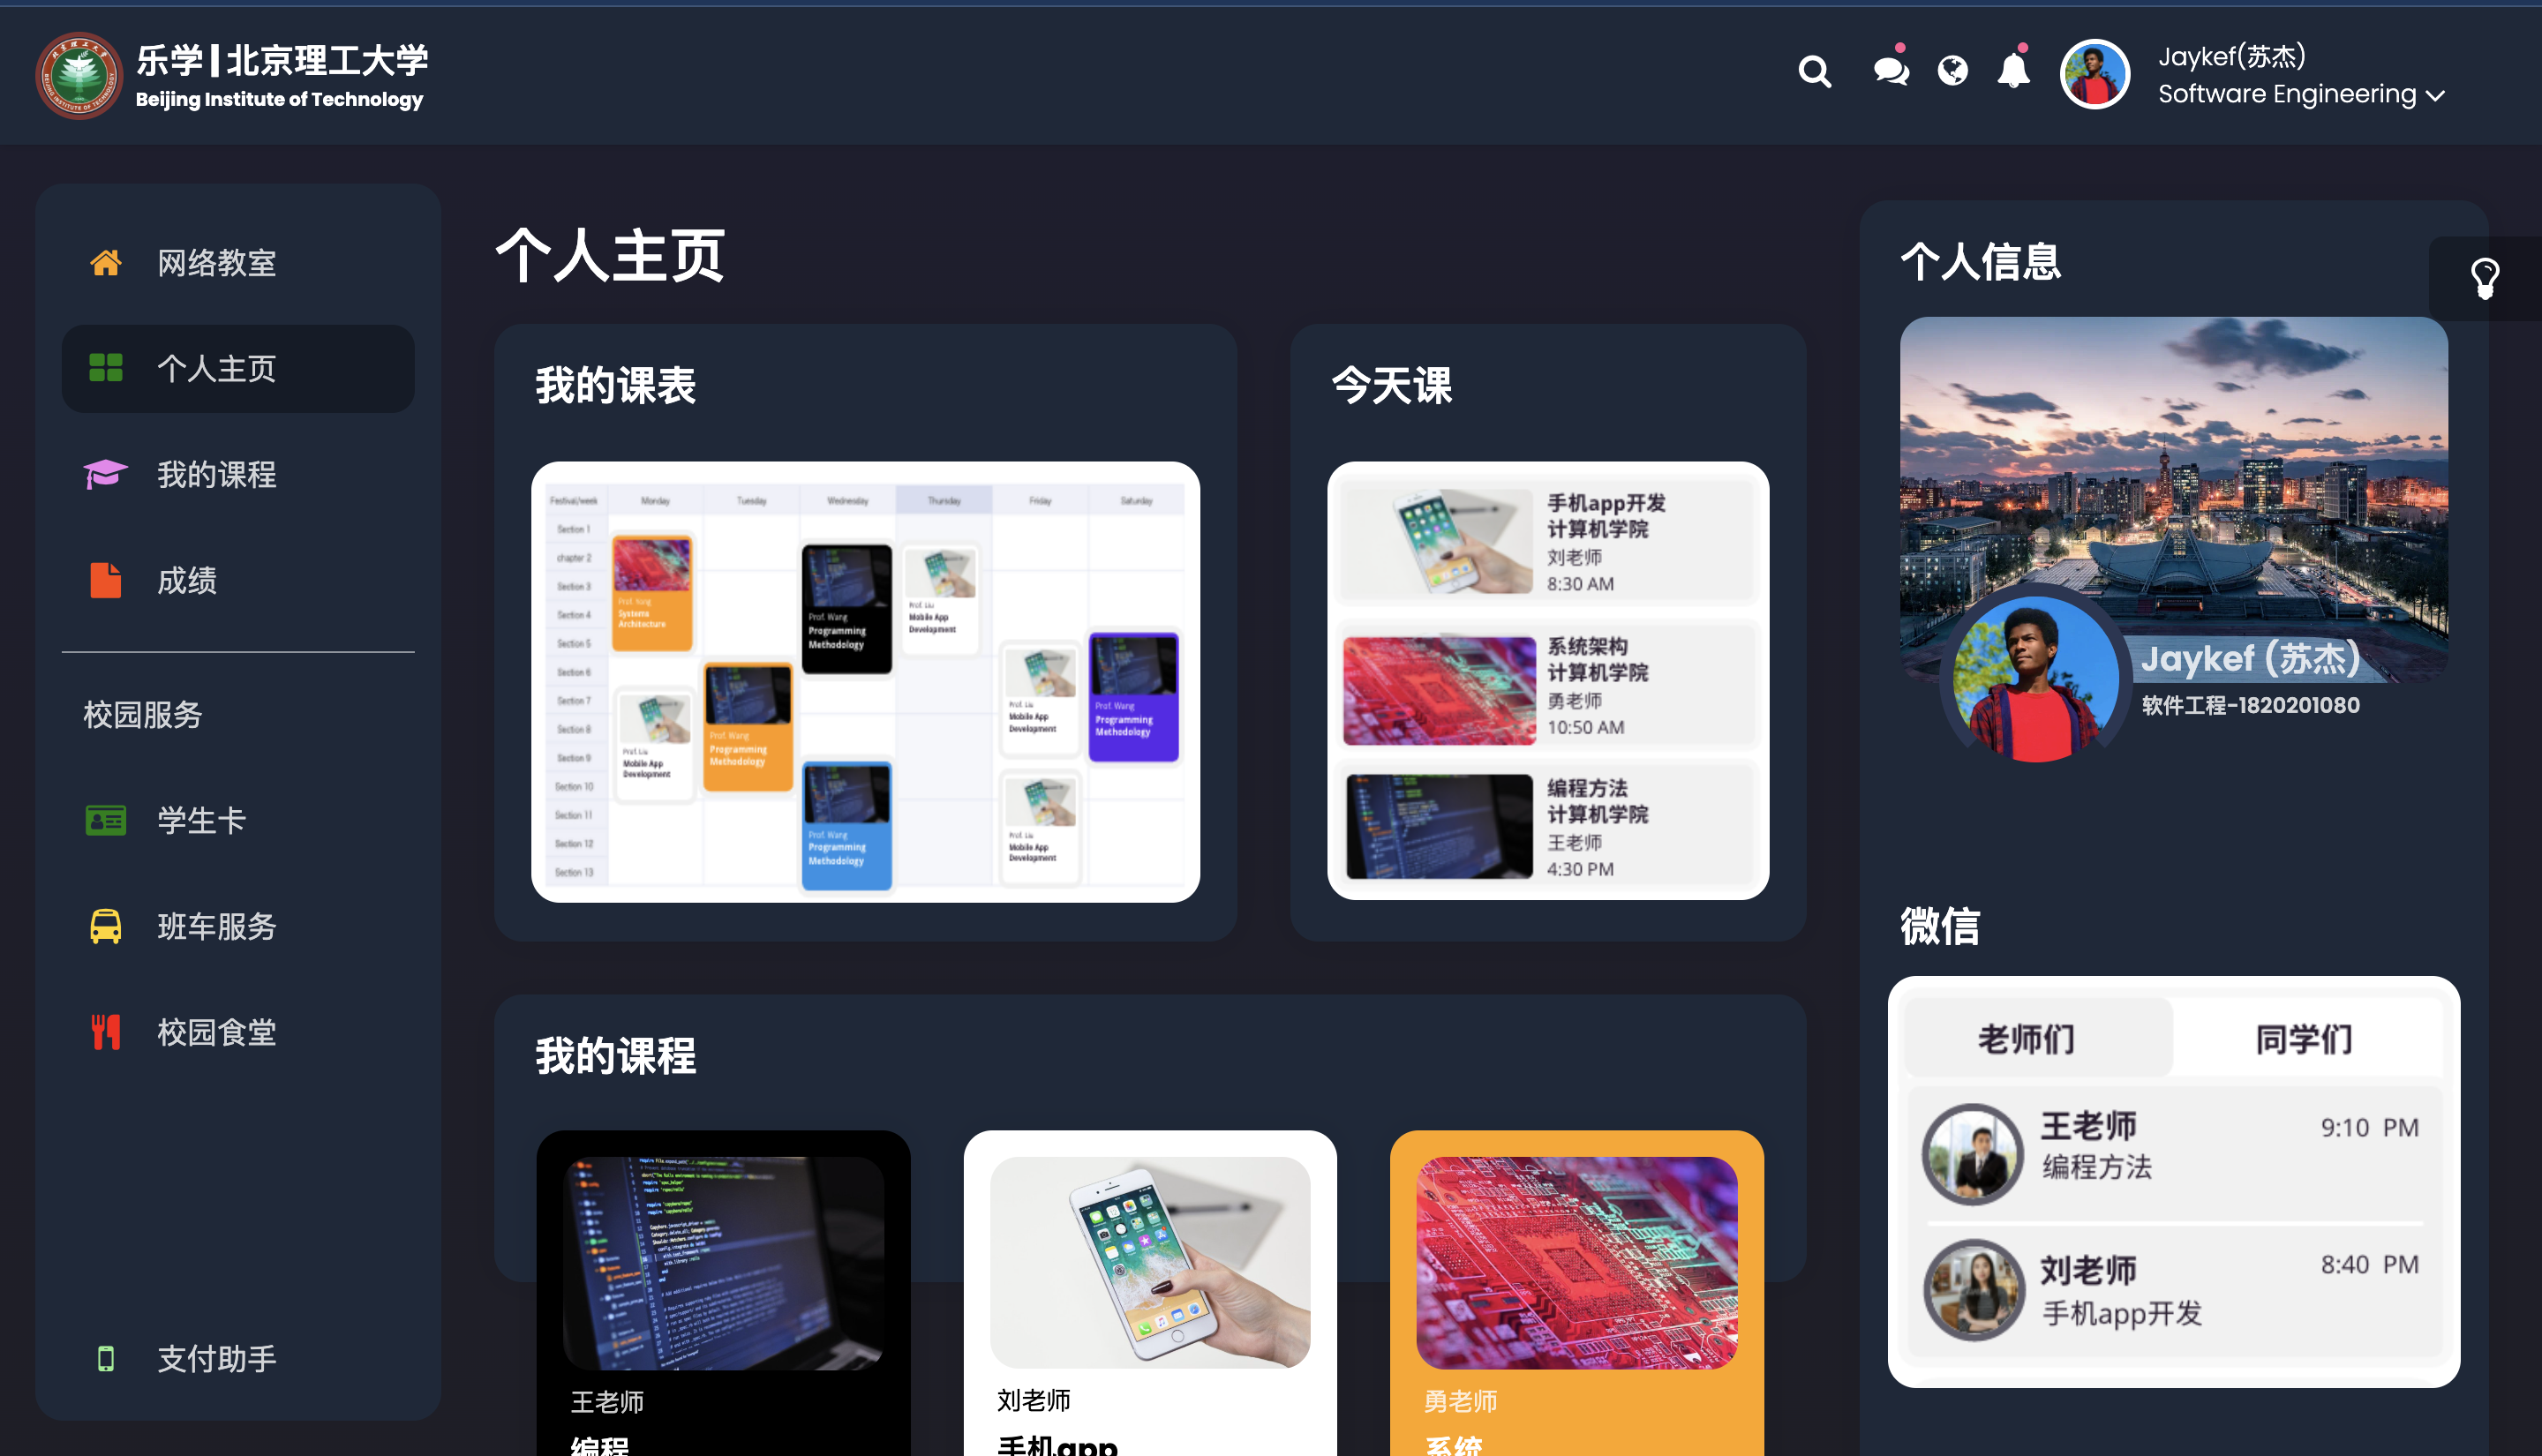 乐学|北京理工大学
Beijing Institute of Technology
Jaykef(苏杰)
Software Engineering
网络教室
个人主页
我的课程
成绩
校园服务
学生卡
班车服务
校园食堂
支付助手
个人主页
我的课表
Festival/week Monday Tuesday Wednesday Thursday Friday Saturday
Section 1
chapter 2
Section 3
Section 4
Section 5
Section 6
Section 7
Section 8
Section 9
Section 10
Section 11
Section 12
Section 13
Prof. Yong
Systems
Architecture
Prof. Liu
Mobile App
Development
Prof. Wang
Programming
Methodology
Prof. Wang
Programming
Methodology
Prof. Wang
Programming
Methodology
Prof. Liu
Mobile App
Development
Prof. Liu
Mobile App
Development
Prof. Liu
Mobile App
Development
Prof. Wang
Programming
Methodology
今天课
手机app开发
计算机学院
刘老师
8:30 AM
系统架构
计算机学院
勇老师
10:50 AM
编程方法
计算机学院
王老师
4:30 PM
我的课程
王老师
编程
刘老师
手机app
勇老师
系统
个人信息
Jaykef (苏杰)
软件工程-1820201080
微信
老师们 同学们
王老师 9:10 PM
编程方法
刘老师 8:40 PM
手机app开发